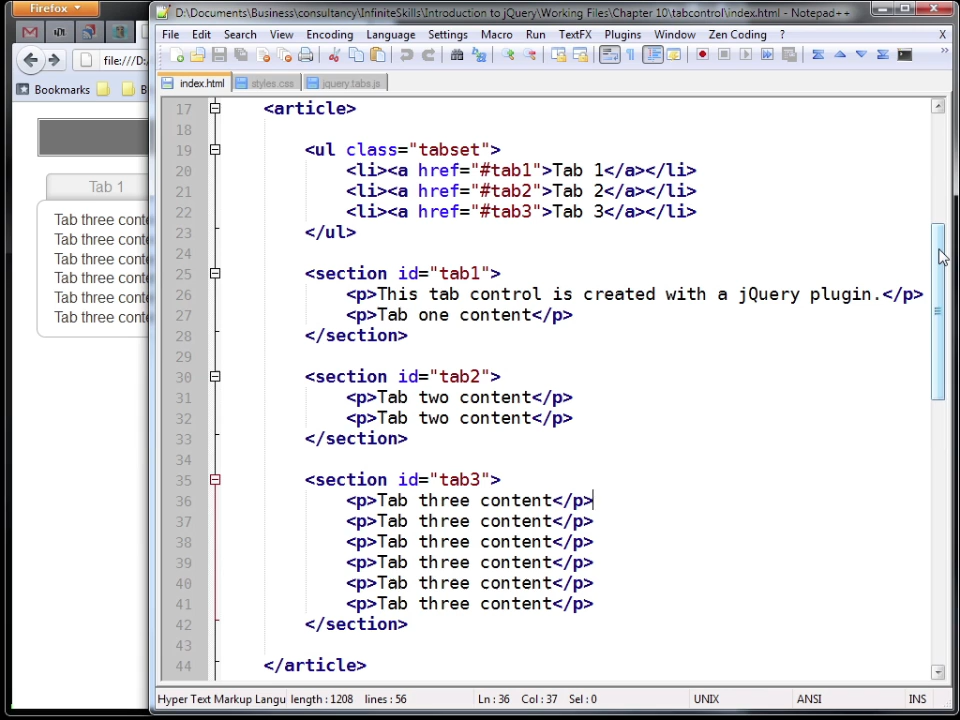 Firefox
D:\Documents\Business\consultancy\InfiniteSkills\Introduction to jQuery\Working Files\Chapter 10\tabcontrol\index.html - Notepad++
File Edit Search View Encoding Language Settings Macro Run TextFX Plugins Window Zen Coding ? X
file:///D:
Bookmarks
index.html styles.css jquery.tabs.js
Tab 1
Tab three conte
Tab three conte
Tab three conte
Tab three conte
Tab three conte
Tab three conte
17 <article>
18
19 <ul class="tabset">
20 <li><a href="#tab1">Tab 1</a></li>
21 <li><a href="#tab2">Tab 2</a></li>
22 <li><a href="#tab3">Tab 3</a></li>
23 </ul>
24
25 <section id="tab1">
26 <p>This tab control is created with a jQuery plugin.</p>
27 <p>Tab one content</p>
28 </section>
29
30 <section id="tab2">
31 <p>Tab two content</p>
32 <p>Tab two content</p>
33 </section>
34
35 <section id="tab3">
36 <p>Tab three content</p>
37 <p>Tab three content</p>
38 <p>Tab three content</p>
39 <p>Tab three content</p>
40 <p>Tab three content</p>
41 <p>Tab three content</p>
42 </section>
43
44 </article>
Hyper Text Markup Langu length : 1208 lines : 56 Ln : 36 Col : 37 Sel : 0 UNIX ANSI INS